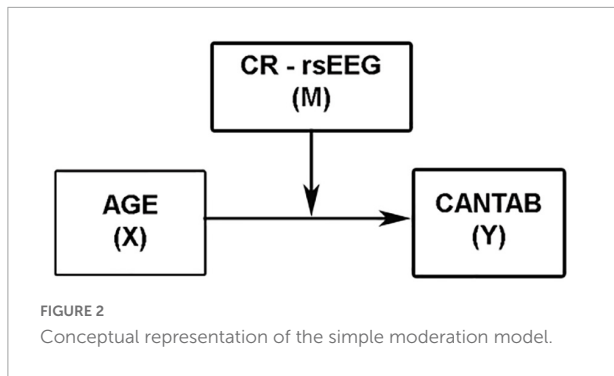 CR - rsEEG
(M)
AGE
(X)
CANTAB
(Y)
FIGURE 2
Conceptual representation of the simple moderation model.